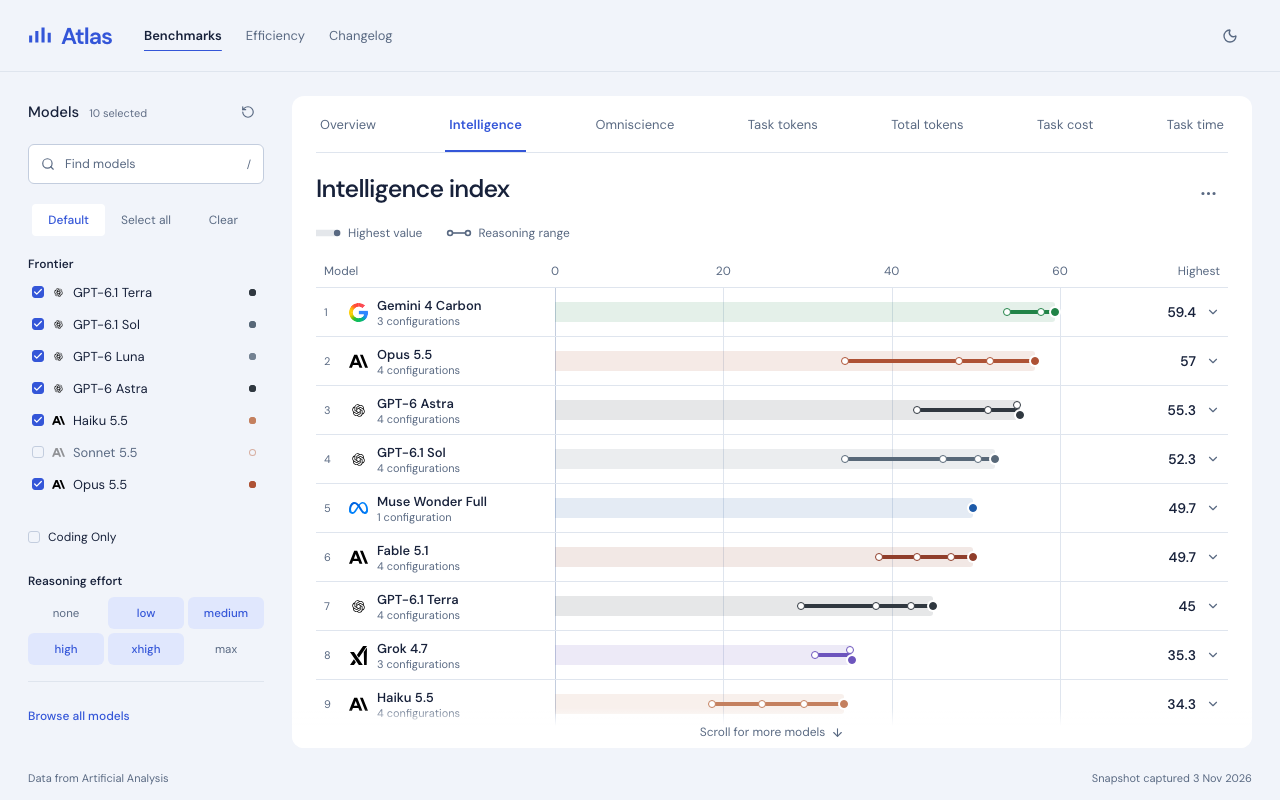 Atlas
Benchmarks
Efficiency
Changelog
Models 10 selected
Find models /
Default Select all Clear
Frontier
GPT-6.1 Terra
GPT-6.1 Sol
GPT-6 Luna
GPT-6 Astra
Haiku 5.5
Sonnet 5.5
Opus 5.5
Coding Only
Reasoning effort
none low medium
high xhigh max
Browse all models
Overview Intelligence Omniscience Task tokens Total tokens Task cost Task time
Intelligence index
Highest value Reasoning range
Model 0 20 40 60 Highest
1 Gemini 4 Carbon 59.4
3 configurations
2 Opus 5.5 57
4 configurations
3 GPT-6 Astra 55.3
4 configurations
4 GPT-6.1 Sol 52.3
4 configurations
5 Muse Wonder Full 49.7
1 configuration
6 Fable 5.1 49.7
4 configurations
7 GPT-6.1 Terra 45
4 configurations
8 Grok 4.7 35.3
3 configurations
9 Haiku 5.5 34.3
4 configurations
Scroll for more models
Data from Artificial Analysis
Snapshot captured 3 Nov 2026